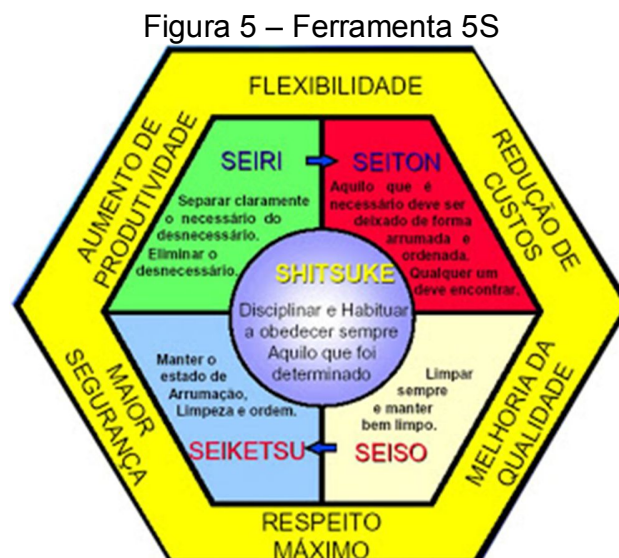 Figura 5 – Ferramenta 5S
FLEXIBILIDADE
AUMENTO DE
PRODUTIVIDADE
REDUÇÃO DE
CUSTOS
SEIRI
Separar claramente
o necessário do
desnecessário.
Eliminar o
desnecessário.
SEITON
Aquilo que é
necessário deve ser
deixado de forma
arrumada e
ordenada.
Qualquer um
deve encontrar.
SHITSUKE
Disciplinar e Habituar
a obedecer sempre
Aquilo que foi
determinado
Manter o
estado de
Arrumação,
Limpeza e ordem.
SEIKETSU
Limpar
sempre
e manter
bem limpo.
SEISO
MAIOR
SEGURANÇA
MELHORIA DA
QUALIDADE
RESPEITO
MÁXIMO